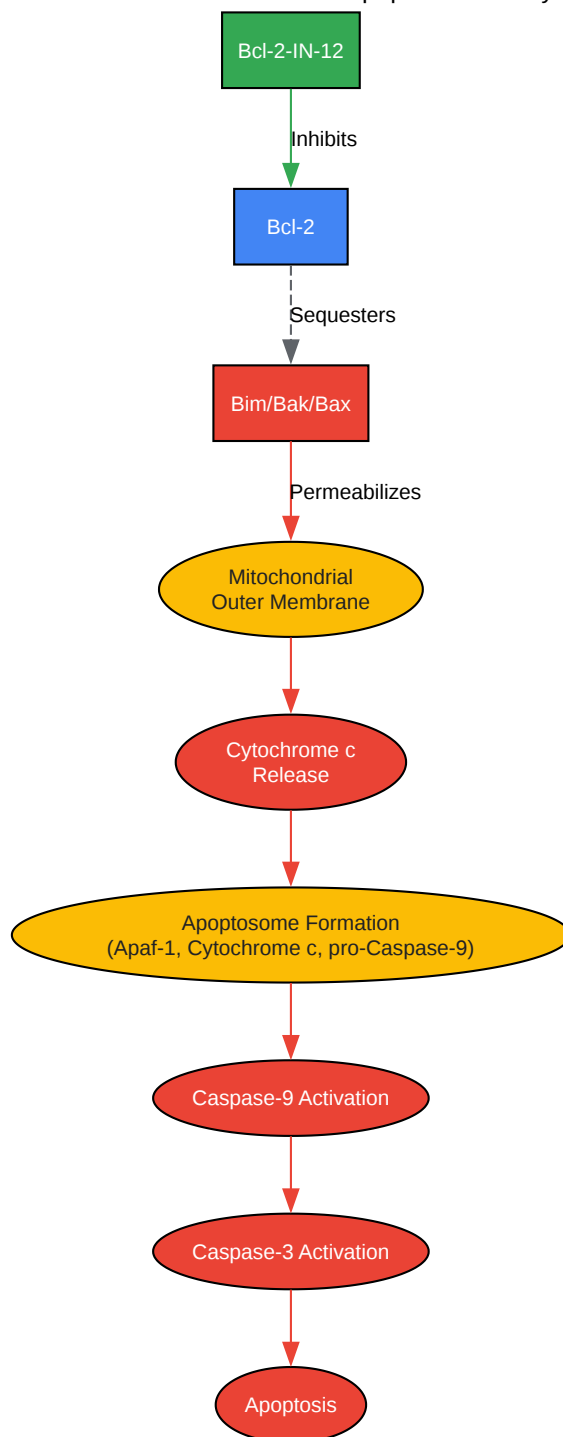 Bcl-2-IN-12
Inhibits
Bcl-2
Sequesters
Bim/Bak/Bax
Permeabilizes
Mitochondrial
Outer Membrane
Cytochrome c
Release
Apoptosome Formation
(Apaf-1, Cytochrome c, pro-Caspase-9)
Caspase-9 Activation
Caspase-3 Activation
Apoptosis